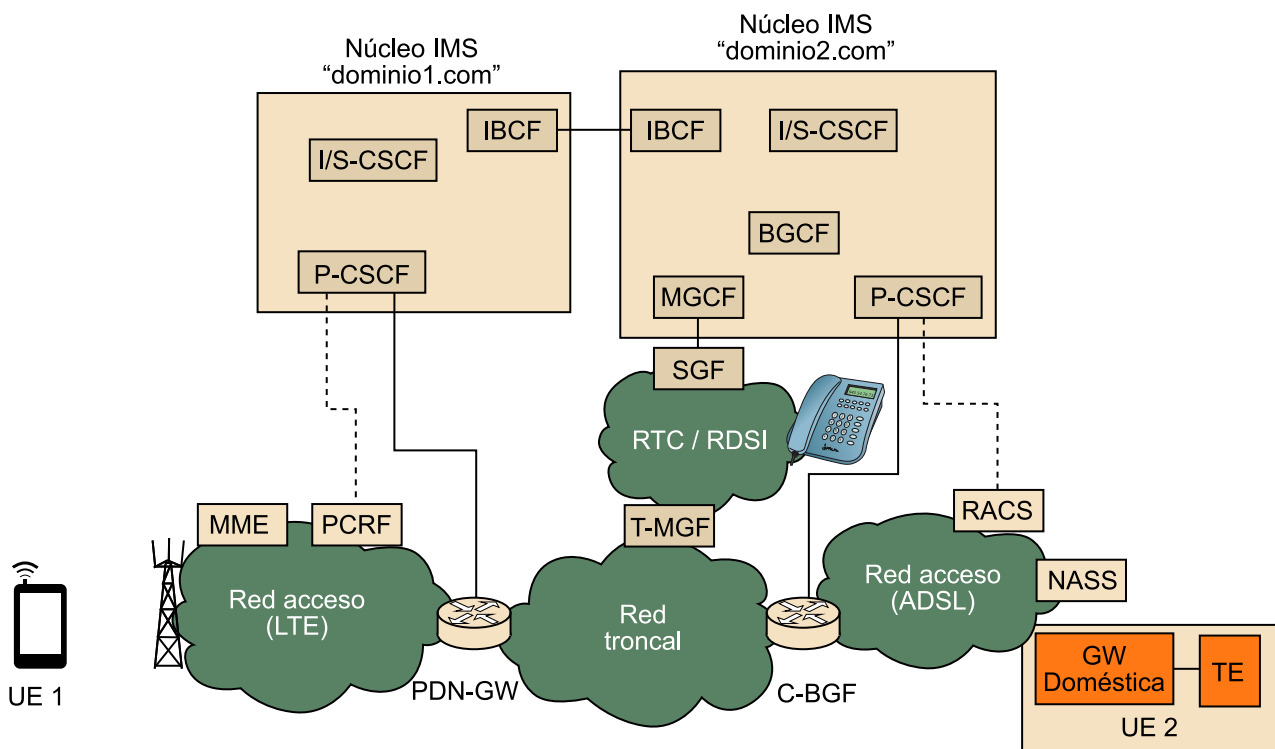 Núcleo IMS
“dominio1.com”
Núcleo IMS
“dominio2.com”
IBCF
I/S-CSCF
P-CSCF
IBCF
I/S-CSCF
BGCF
MGCF
P-CSCF
SGF
RTC / RDSI
T-MGF
MME
PCRF
Red acceso
(LTE)
PDN-GW
Red
troncal
C-BGF
RACS
Red acceso
(ADSL)
NASS
UE 1
GW
Doméstica
TE
UE 2